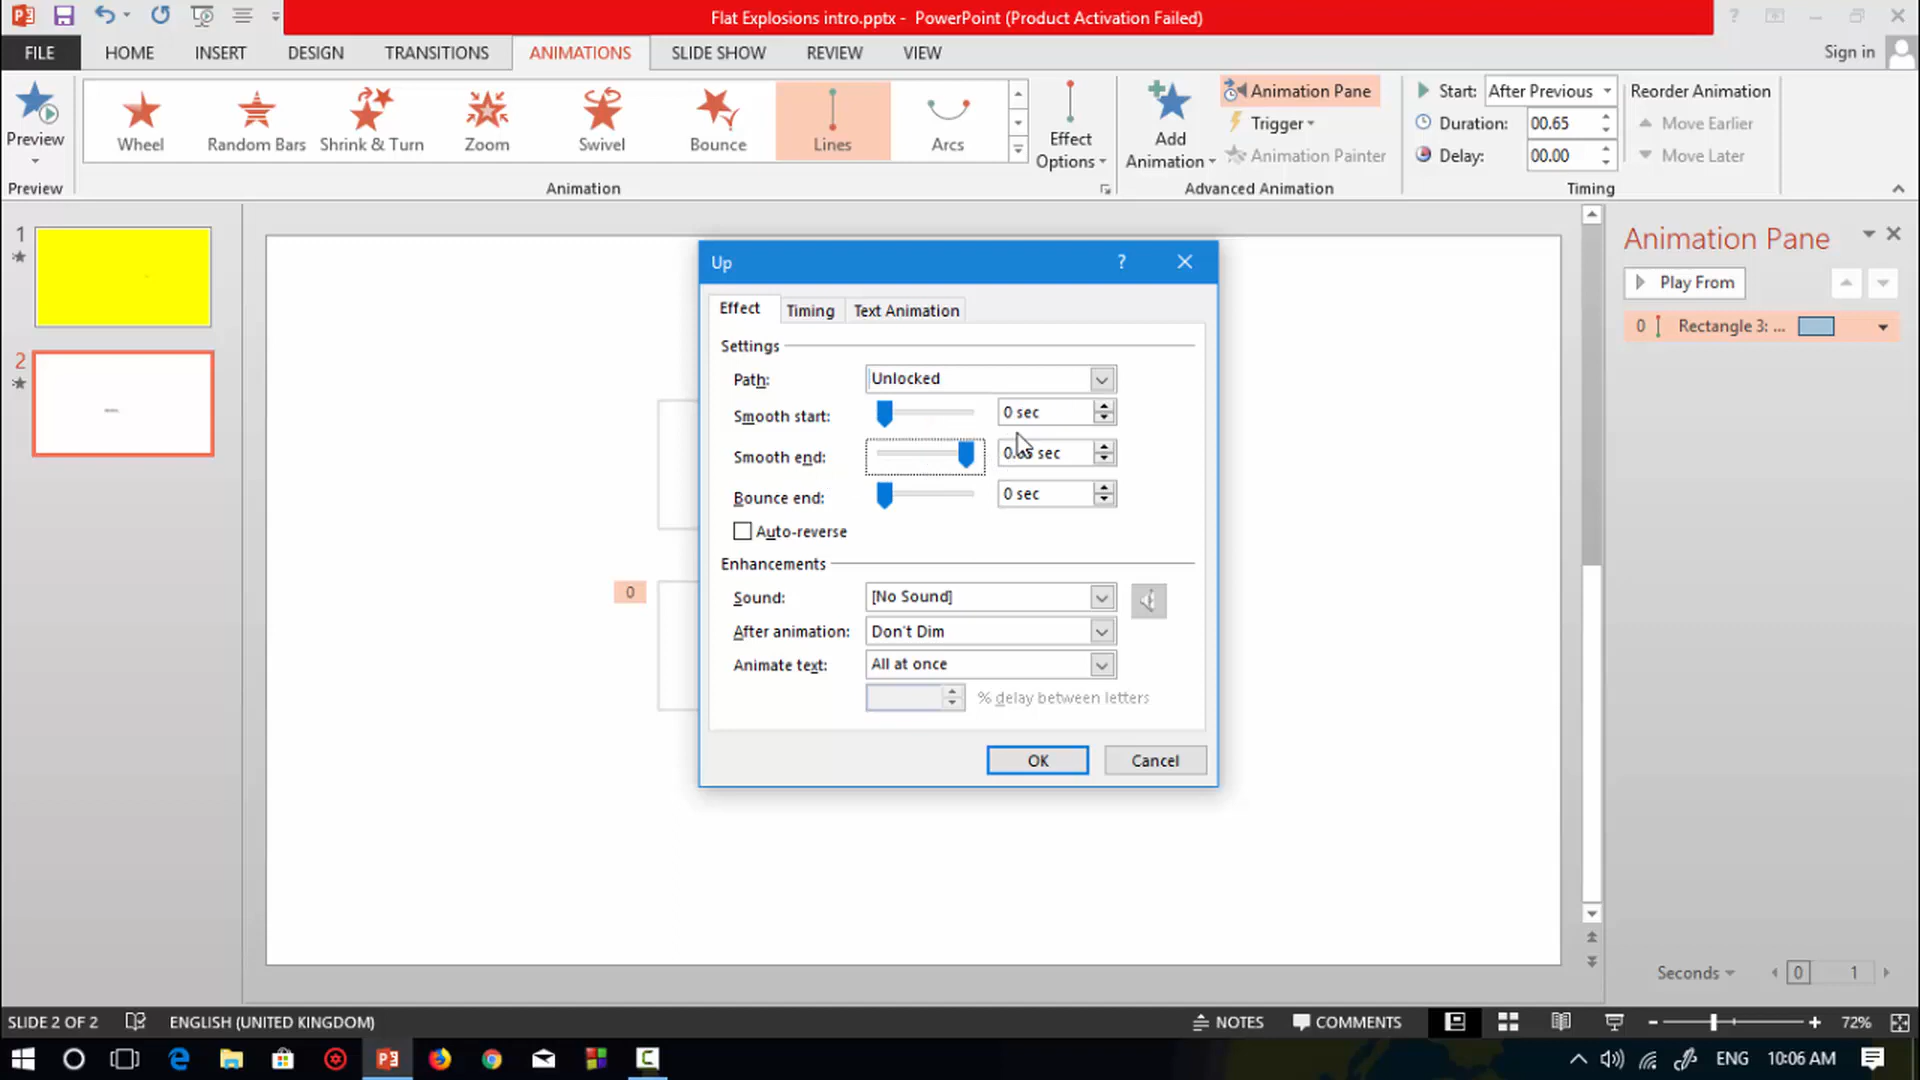 Flat Explosions intro.pptx - PowerPoint (Product Activation Failed)
FILE HOME INSERT DESIGN TRANSITIONS ANIMATIONS SLIDE SHOW REVIEW VIEW Sign in
Preview
Wheel Random Bars Shrink & Turn Zoom Swivel Bounce Lines Arcs
Effect Options
Add Animation
Animation Pane
Trigger
Animation Painter
Start: After Previous
Duration: 00.65
Delay: 00.00
Reorder Animation
Move Earlier
Move Later
Preview Animation Advanced Animation Timing
1
2
0
Up
Effect Timing Text Animation
Settings
Path: Unlocked
Smooth start: 0 sec
Smooth end: sec
Bounce end: 0 sec
Auto-reverse
Enhancements
Sound: [No Sound]
After animation: Don't Dim
Animate text: All at once
% delay between letters
OK Cancel
Animation Pane
Play From
0 Rectangle 3: ...
Seconds 0 1
SLIDE 2 OF 2 ENGLISH (UNITED KINGDOM) NOTES COMMENTS 72%
ENG 10:06 AM